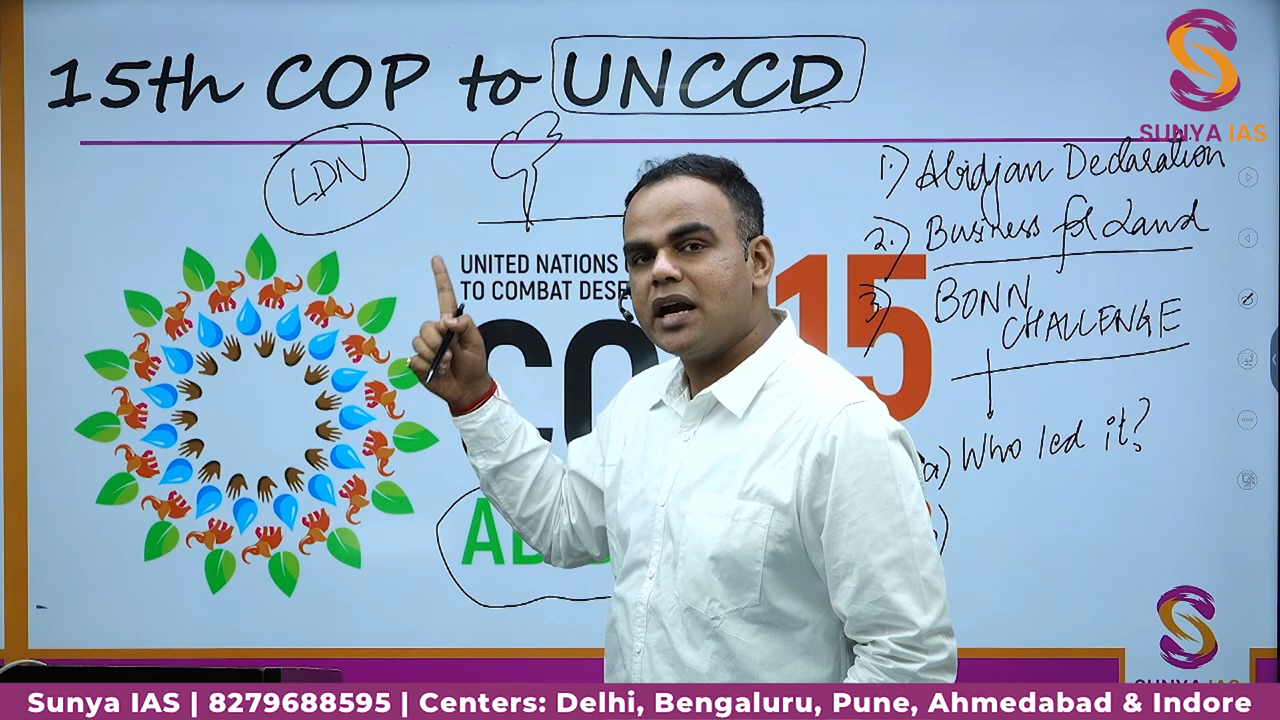 15th COP to UNCCD
SUNYA IAS
LDN
1.) Abidjan Declaration
2.) Business for Land
3) BONN
CHALLENGE
a) Who led it?
UNITED NATIONS
TO COMBAT
15
Sunya IAS | 8279688595 | Centers: Delhi, Bengaluru, Pune, Ahmedabad & Indore